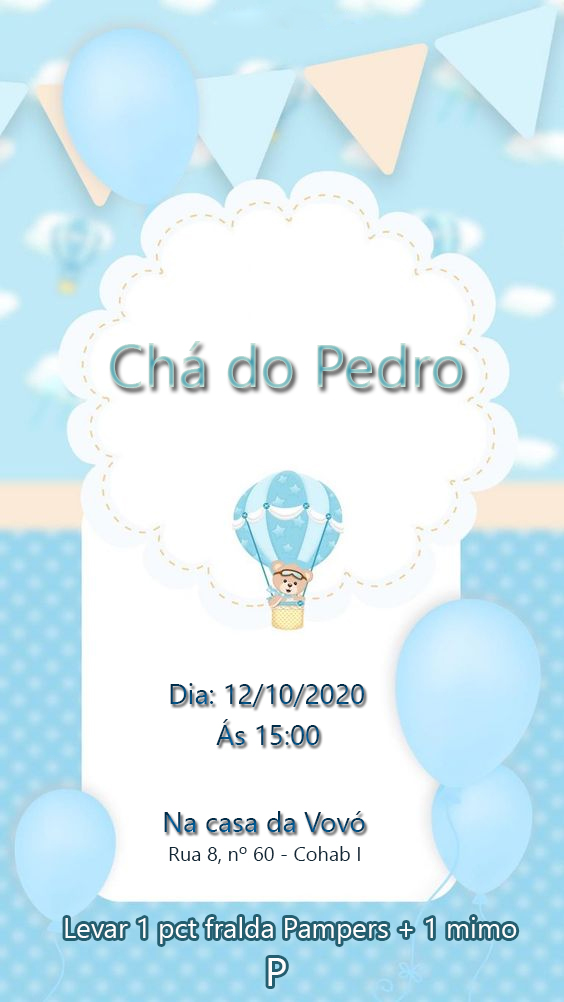 Chá do Pedro
Dia: 12/10/2020
Ás 15:00
Na casa da Vovó
Rua 8, nº 60 - Cohab I
Levar 1 pct fralda Pampers + 1 mimo
P